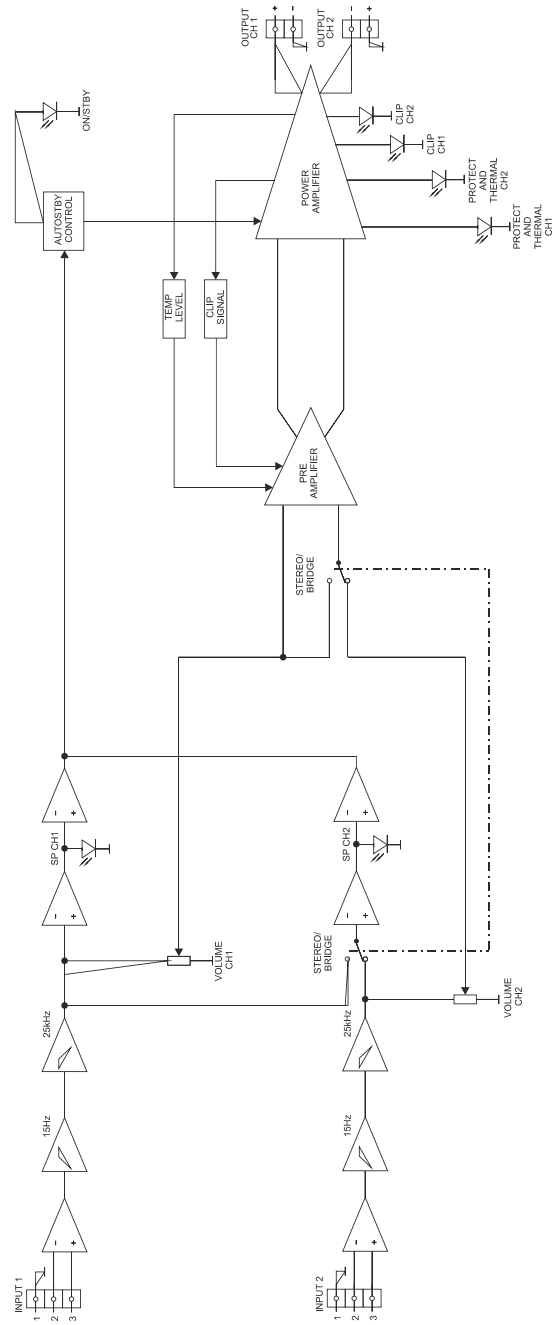 INPUT 1
1
2
3
-
+
15Hz
25kHz
VOLUME
CH1
-
+
SP CH1
-
+
AUTOSTBY
CONTROL
ON/STBY
TEMP
LEVEL
CLIP
SIGNAL
INPUT 2
1
2
3
-
+
15Hz
25kHz
VOLUME
CH2
STEREO/
BRIDGE
-
+
SP CH2
-
+
STEREO/
BRIDGE
PRE
AMPLIFIER
POWER
AMPLIFIER
OUTPUT
CH 1
+
-
OUTPUT
CH 2
-
+
CLIP
CH2
CLIP
CH1
PROTECT
AND
THERMAL
CH2
PROTECT
AND
THERMAL
CH1